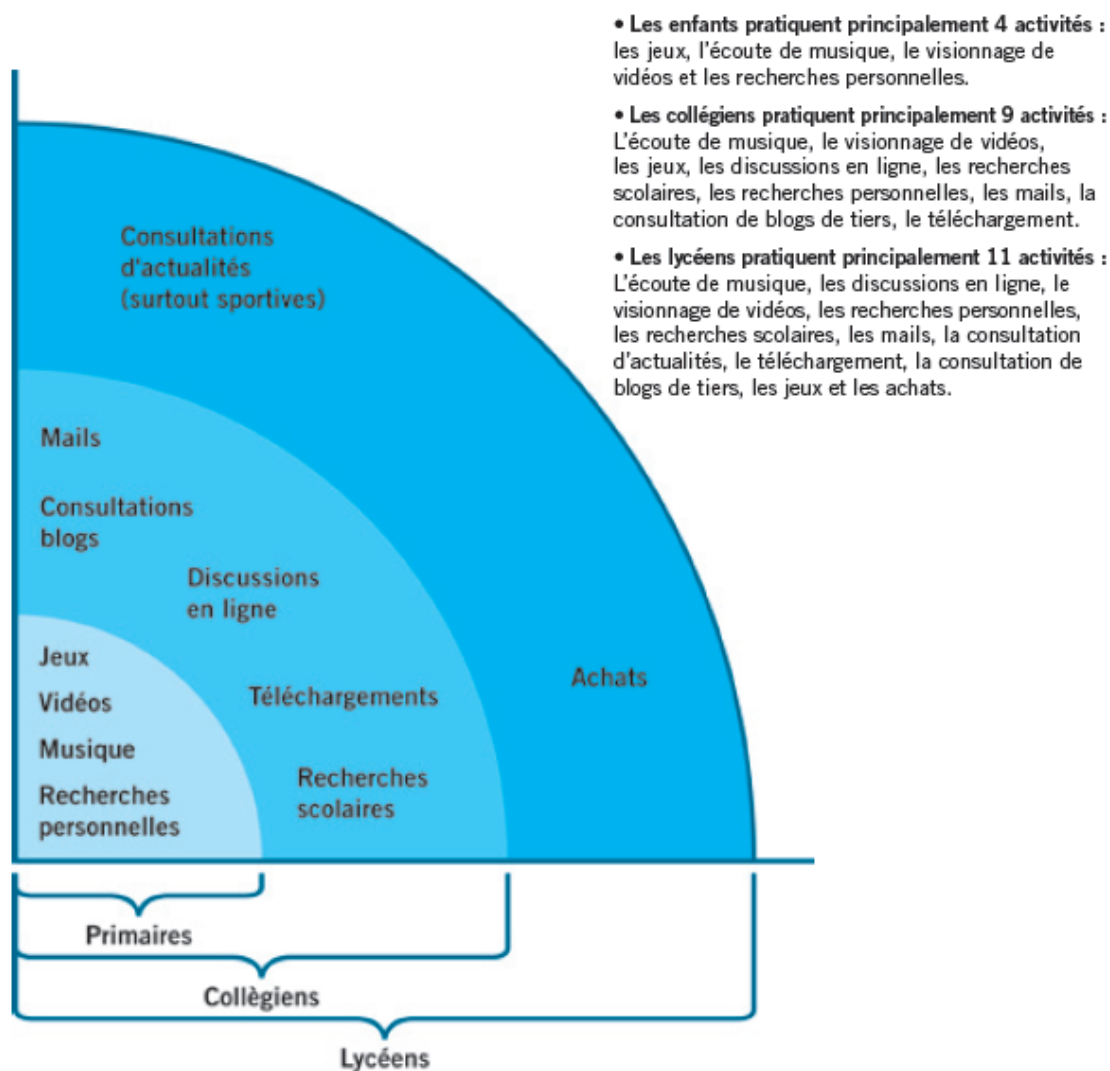 • Les enfants pratiquent principalement 4 activités :
les jeux, l'écoute de musique, le visionnage de
vidéos et les recherches personnelles.
• Les collégiens pratiquent principalement 9 activités :
L'écoute de musique, le visionnage de vidéos,
les jeux, les discussions en ligne, les recherches
scolaires, les recherches personnelles, les mails, la
consultation de blogs de tiers, le téléchargement.
• Les lycéens pratiquent principalement 11 activités :
L'écoute de musique, les discussions en ligne, le
visionnage de vidéos, les recherches personnelles,
les recherches scolaires, les mails, la consultation
d'actualités, le téléchargement, la consultation de
blogs de tiers, les jeux et les achats.
Consultations
d'actualités
(surtout sportives)
Mails
Consultations
blogs
Discussions
en ligne
Jeux
Vidéos
Musique
Recherches
personnelles
Téléchargements
Recherches
scolaires
Achats
Primaires
Collègiens
Lycéens